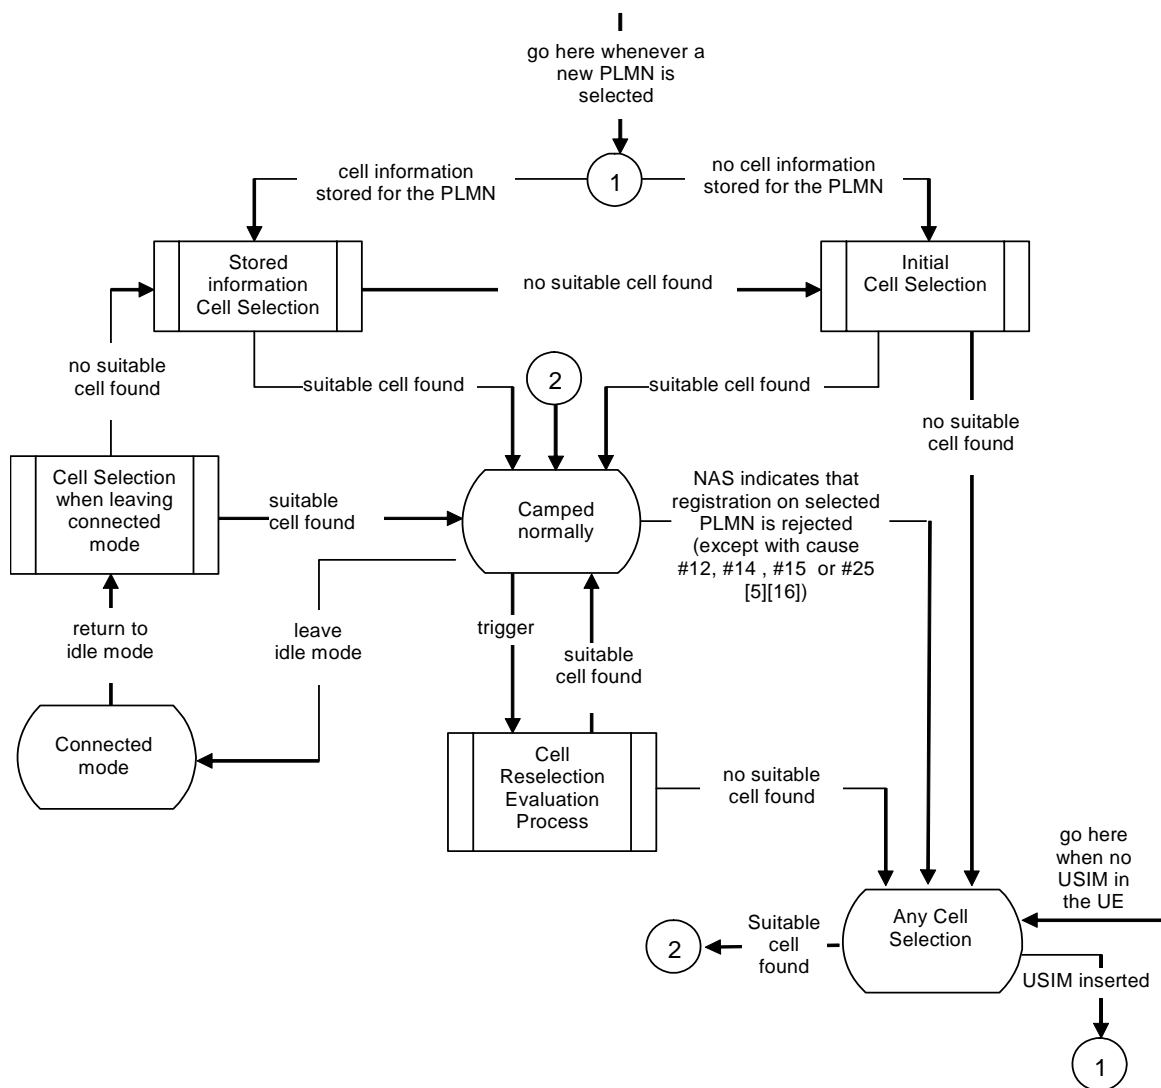 go here whenever a
new PLMN is
selected
cell information
stored for the PLMN
1
no cell information
stored for the PLMN
Stored
information
Cell Selection
no suitable cell found
Initial
Cell Selection
no suitable
cell found
suitable cell found
2
suitable cell found
no suitable
cell found
Cell Selection
when leaving
connected
mode
suitable
cell found
Camped
normally
NAS indicates that
registration on selected
PLMN is rejected
(except with cause
#12, #14 , #15  or #25
[5][16])
return to
idle mode
leave
idle mode
trigger
suitable
cell found
Connected
mode
Cell
Reselection
Evaluation
Process
no suitable
cell found
go here
when no
USIM in
the UE
2
Suitable
cell
found
Any Cell
Selection
USIM inserted
1